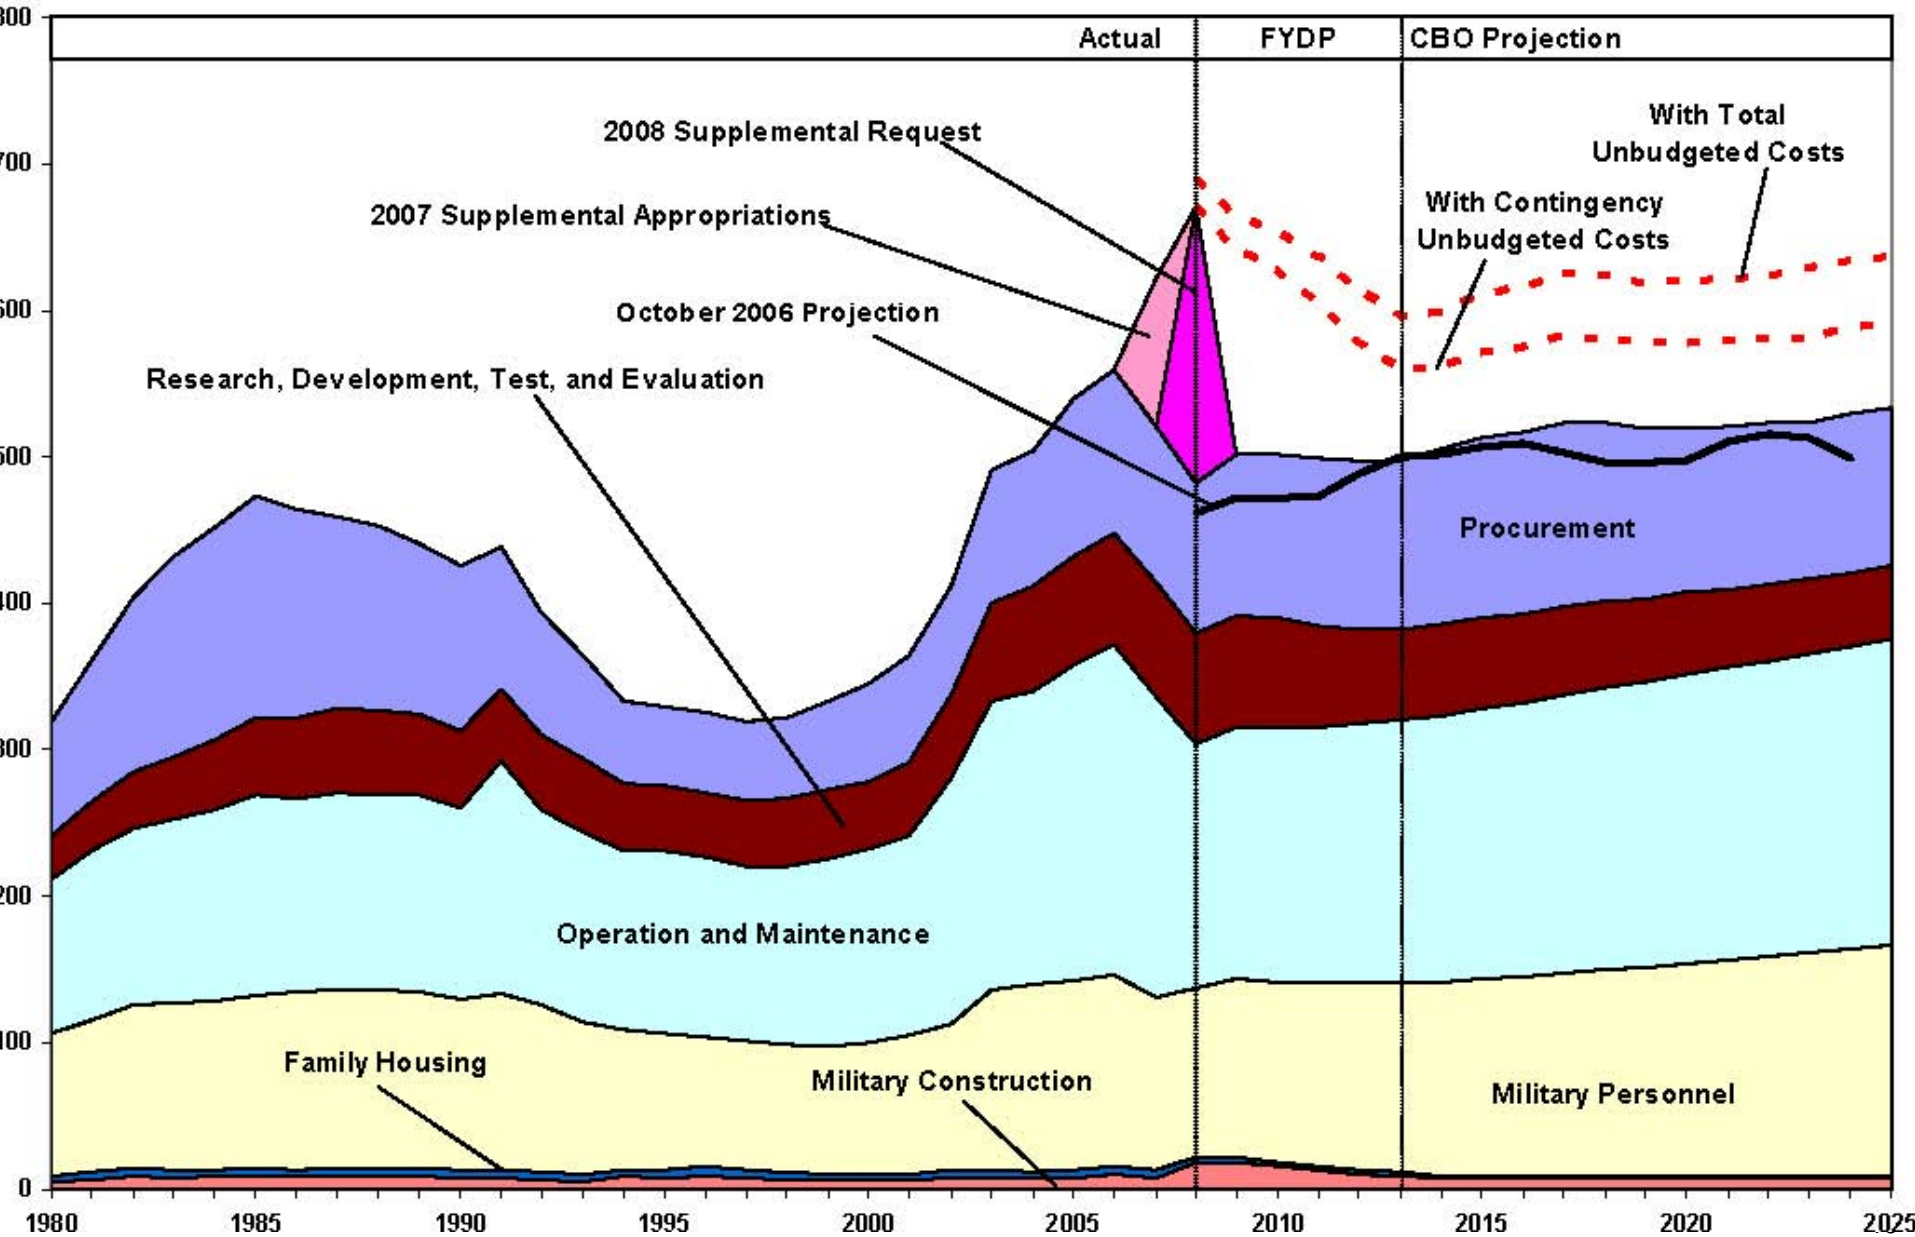 800
Actual FYDP CBO Projection
With Total
Unbudgeted Costs
2008 Supplemental Request
700
With Contingency
Unbudgeted Costs
2007 Supplemental Appropriations
600
October 2006 Projection
Research, Development, Test, and Evaluation
500
Procurement
400
300
200
Operation and Maintenance
100
Family Housing
Military Construction
Military Personnel
0
1980 1985 1990 1995 2000 2005 2010 2015 2020 2025